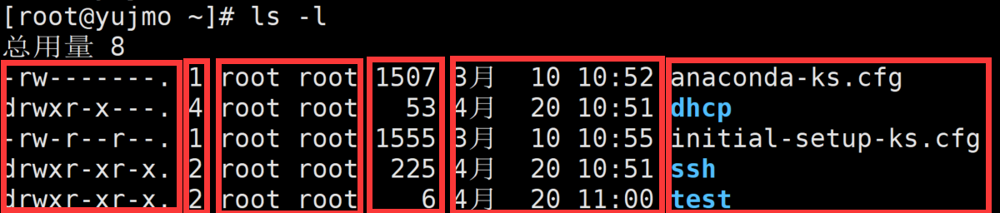 [root@yujmo ~]# ls -l
总用量 8
-rw-------. 1 root root 1507 3月  10 10:52 anaconda-ks.cfg
drwxr-x---. 4 root root   53 4月  20 10:51 dhcp
-rw-r--r--. 1 root root 1555 3月  10 10:55 initial-setup-ks.cfg
drwxr-xr-x. 2 root root  225 4月  20 10:51 ssh
drwxr-xr-x. 2 root root    6 4月  20 11:00 test